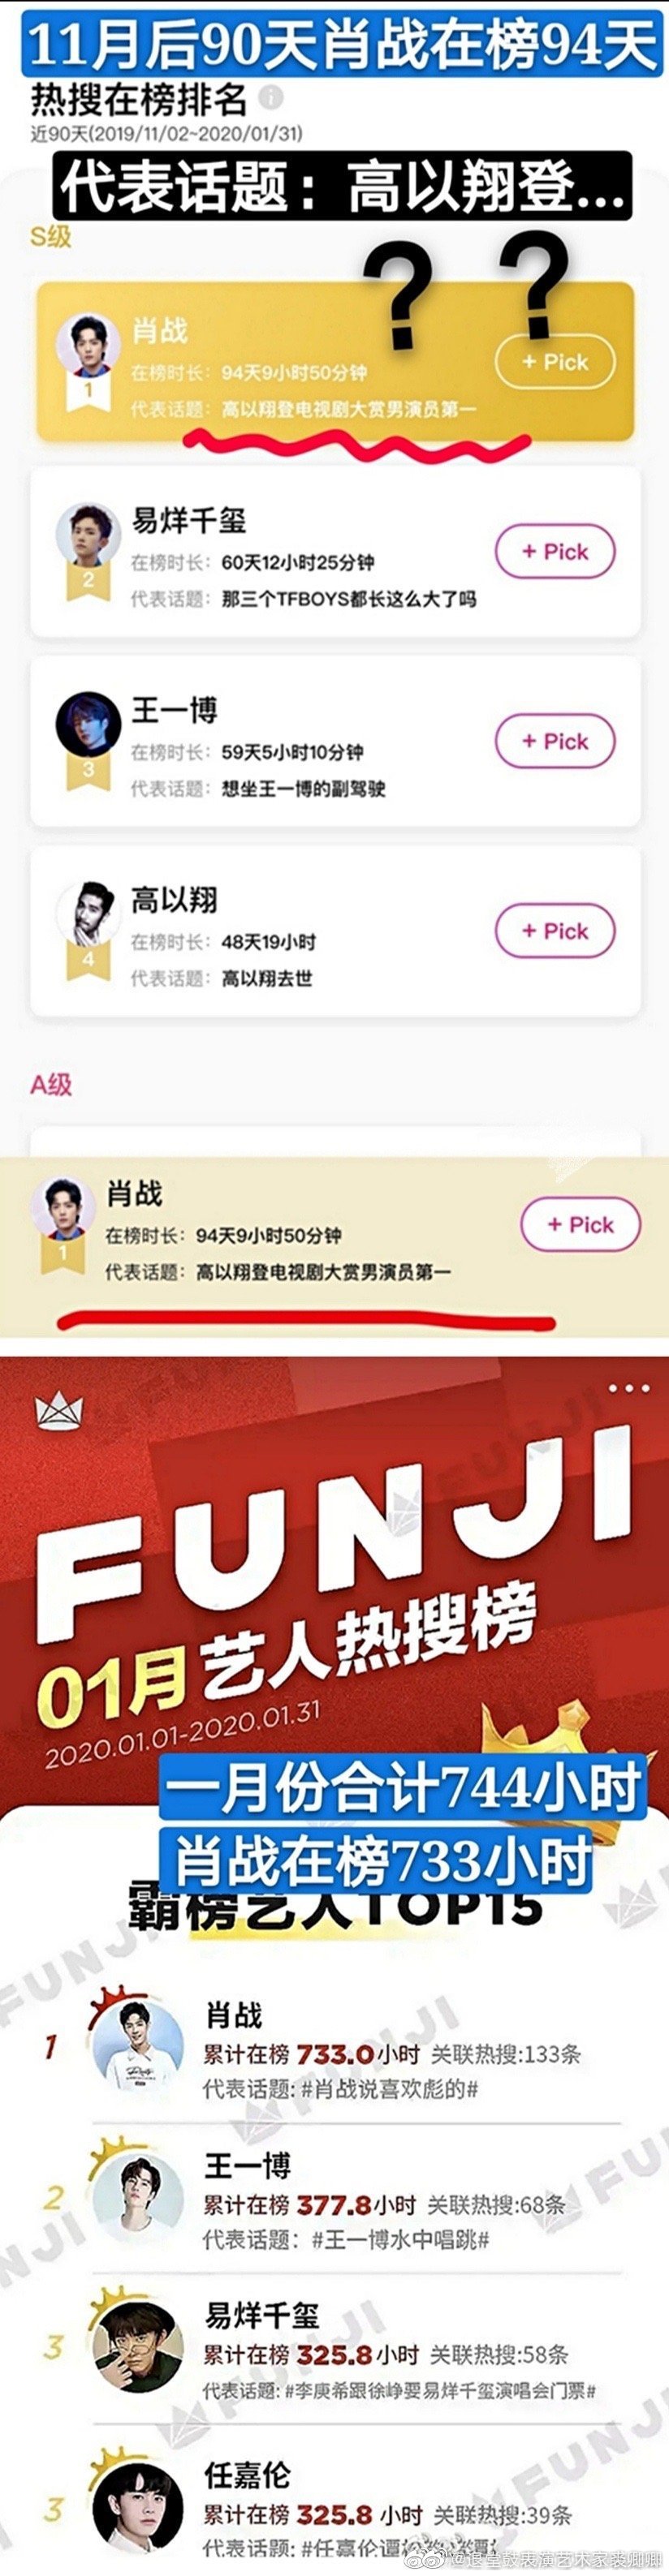 11月后90天肖战在榜94天
热搜在榜排名
近90天(2019/11/02~2020/01/31)
代表话题：高以翔登...
S级
? ?
肖战
+ Pick
1
在榜时长：94天9小时50分钟
代表话题：高以翔登电视剧大赏男演员第一
易烊千玺
+ Pick
2
在榜时长：60天12小时25分钟
代表话题：那三个TFBOYS都长这么大了吗
王一博
+ Pick
3
在榜时长：59天5小时10分钟
代表话题：想坐王一博的副驾驶
高以翔
+ Pick
4
在榜时长：48天19小时
代表话题：高以翔去世
A级
肖战
+ Pick
1
在榜时长：94天9小时50分钟
代表话题：高以翔登电视剧大赏男演员第一
FUNJI
01月艺人热搜榜
2020.01.01-2020.01.31
一月份合计744小时
肖战在榜733小时
霸榜艺人TOP15
1
肖战
累计在榜 733.0小时 关联热搜:133条
代表话题: #肖战说喜欢彪的#
2
王一博
累计在榜 377.8小时 关联热搜:68条
代表话题: #王一博水中唱跳#
3
易烊千玺
累计在榜 325.8小时 关联热搜:58条
代表话题: #李庚希跟徐峥要易烊千玺演唱会门票#
3
任嘉伦
累计在榜 325.8小时 关联热搜:39条
代表话题: #任嘉伦谭松韵